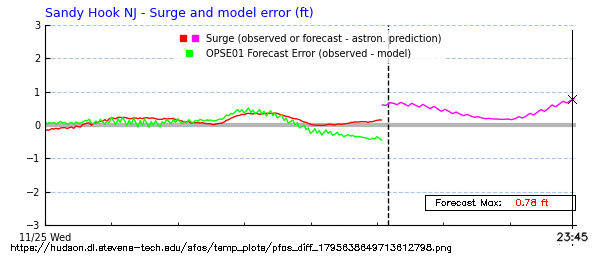 Sandy Hook NJ - Surge and model error (ft)
3
Surge (observed or forecast - astron. prediction)
OPSE01 Forecast Error (observed - model)
2
1
0
−1
−2
Forecast Max: 0.78 ft
−3
11/25 Wed
23:45
https://hudson.dl.stevens-tech.edu/sfas/temp_plots/pfas_diff_1795638649713612798.png